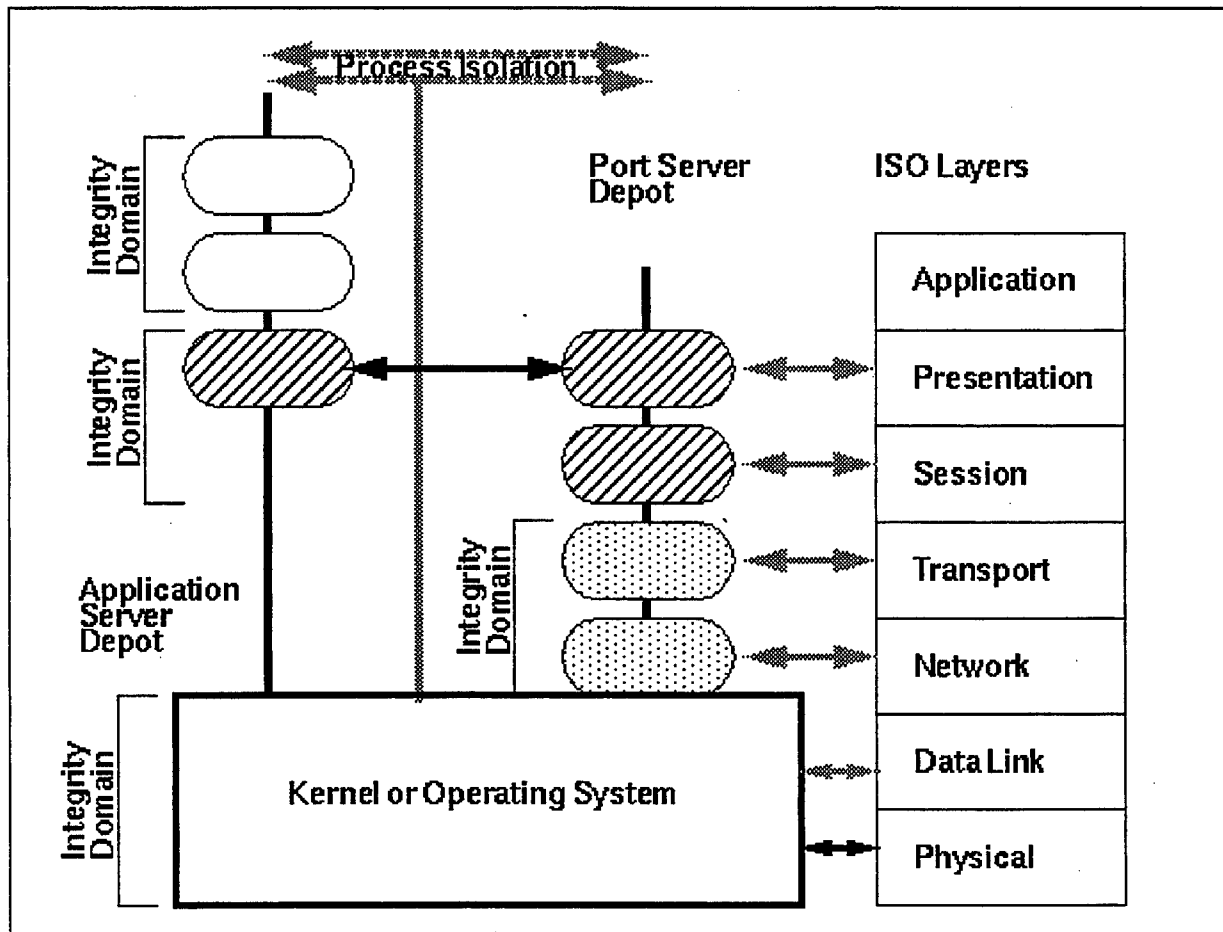 Process Isolation
Integrity
Domain
Port Server
Depot
ISO Layers
Application
Integrity
Domain
Presentation
Session
Integrity
Domain
Transport
Application
Server
Depot
Network
Integrity
Domain
Kernel or Operating System
Data Link
Physical